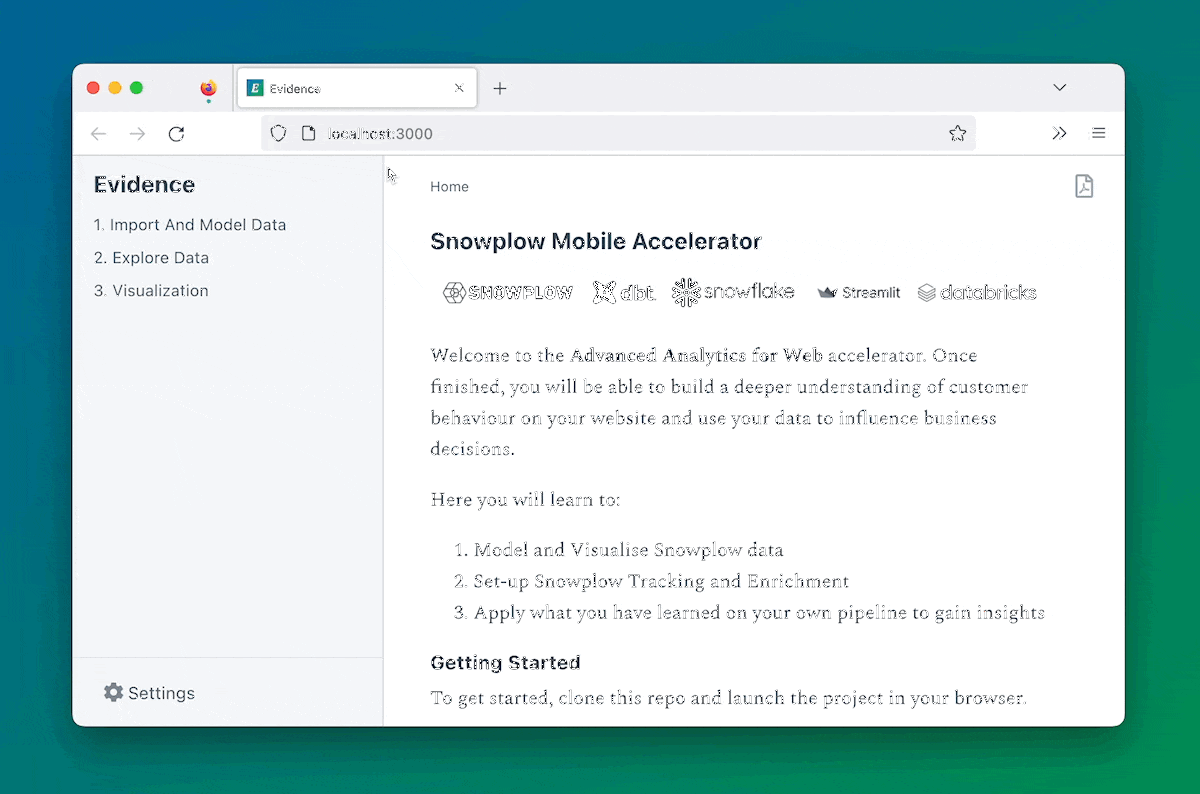 E Evidence
localhost:3000
Evidence
1. Import And Model Data
2. Explore Data
3. Visualization
Settings
Home
Snowplow Mobile Accelerator
SNOWPLOW dbt snowflake Streamlit databricks
Welcome to the Advanced Analytics for Web accelerator. Once
finished, you will be able to build a deeper understanding of customer
behaviour on your website and use your data to influence business
decisions.
Here you will learn to:
1. Model and Visualise Snowplow data
2. Set-up Snowplow Tracking and Enrichment
3. Apply what you have learned on your own pipeline to gain insights
Getting Started
To get started, clone this repo and launch the project in your browser.